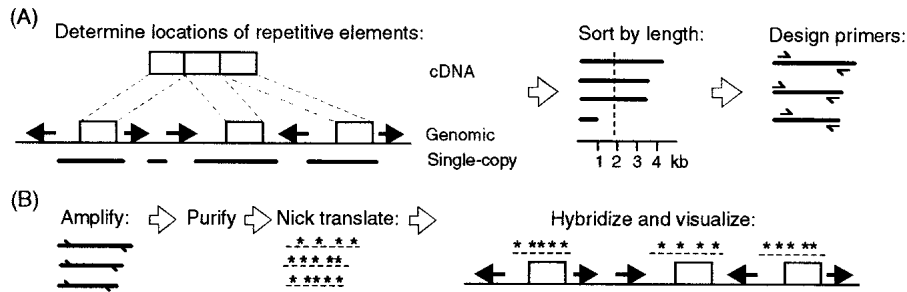 (A)
Determine locations of repetitive elements:
cDNA
Genomic
Single-copy
Sort by length:
1 2 3 4 kb
Design primers:
(B)
Amplify:
Purify
Nick translate:
* * * *
* * * **
* *** *
Hybridize and visualize:
* *** * * * * * * * * **